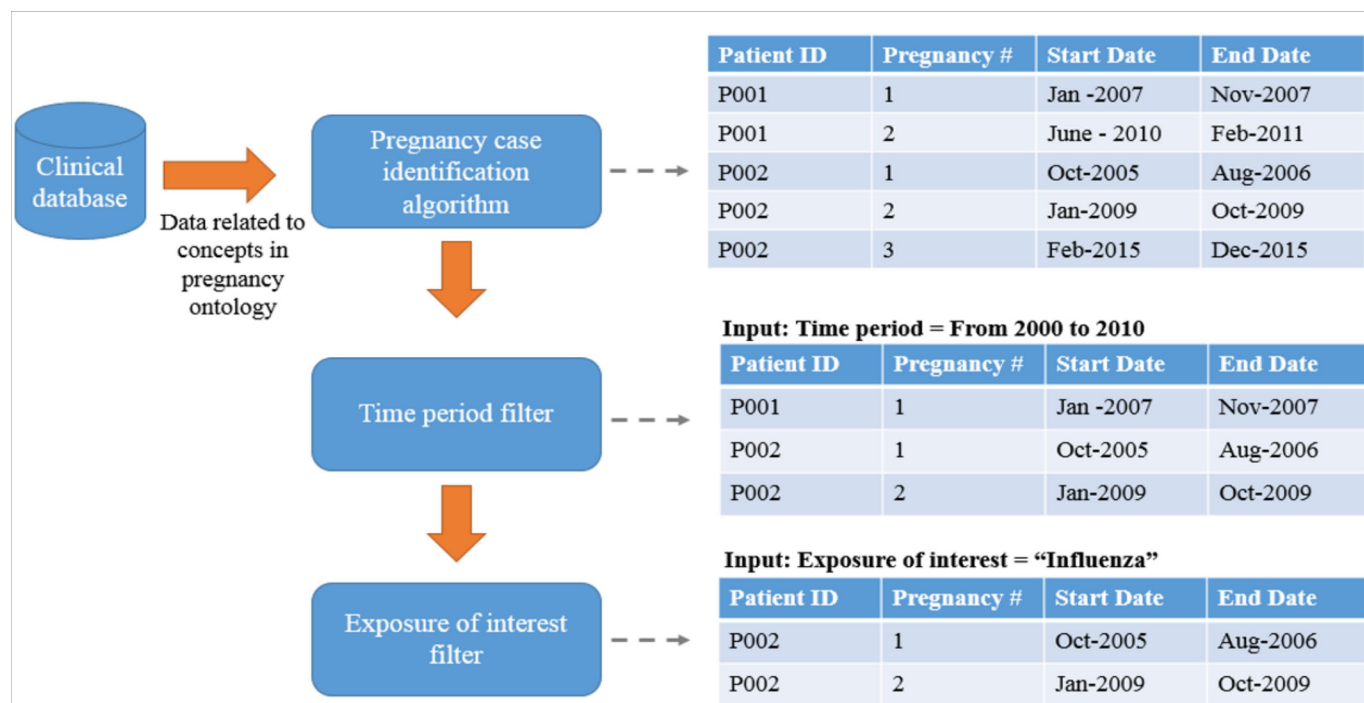 Clinical
database
Data related to
concepts in
pregnancy
ontology
Pregnancy case
identification
algorithm
Time period filter
Exposure of interest
filter
Patient ID Pregnancy # Start Date End Date
P001 1 Jan -2007 Nov-2007
P001 2 June - 2010 Feb-2011
P002 1 Oct-2005 Aug-2006
P002 2 Jan-2009 Oct-2009
P002 3 Feb-2015 Dec-2015
Input: Time period = From 2000 to 2010
Patient ID Pregnancy # Start Date End Date
P001 1 Jan -2007 Nov-2007
P002 1 Oct-2005 Aug-2006
P002 2 Jan-2009 Oct-2009
Input: Exposure of interest = “Influenza”
Patient ID Pregnancy # Start Date End Date
P002 1 Oct-2005 Aug-2006
P002 2 Jan-2009 Oct-2009